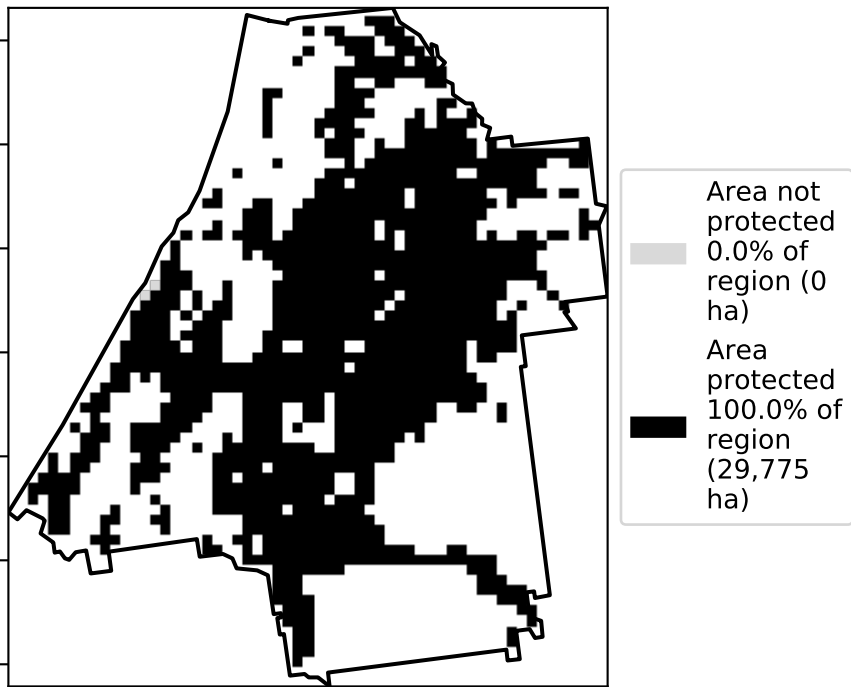 Area not
protected
0.0% of
region (0
ha)
Area
protected
100.0% of
region
(29,775
ha)